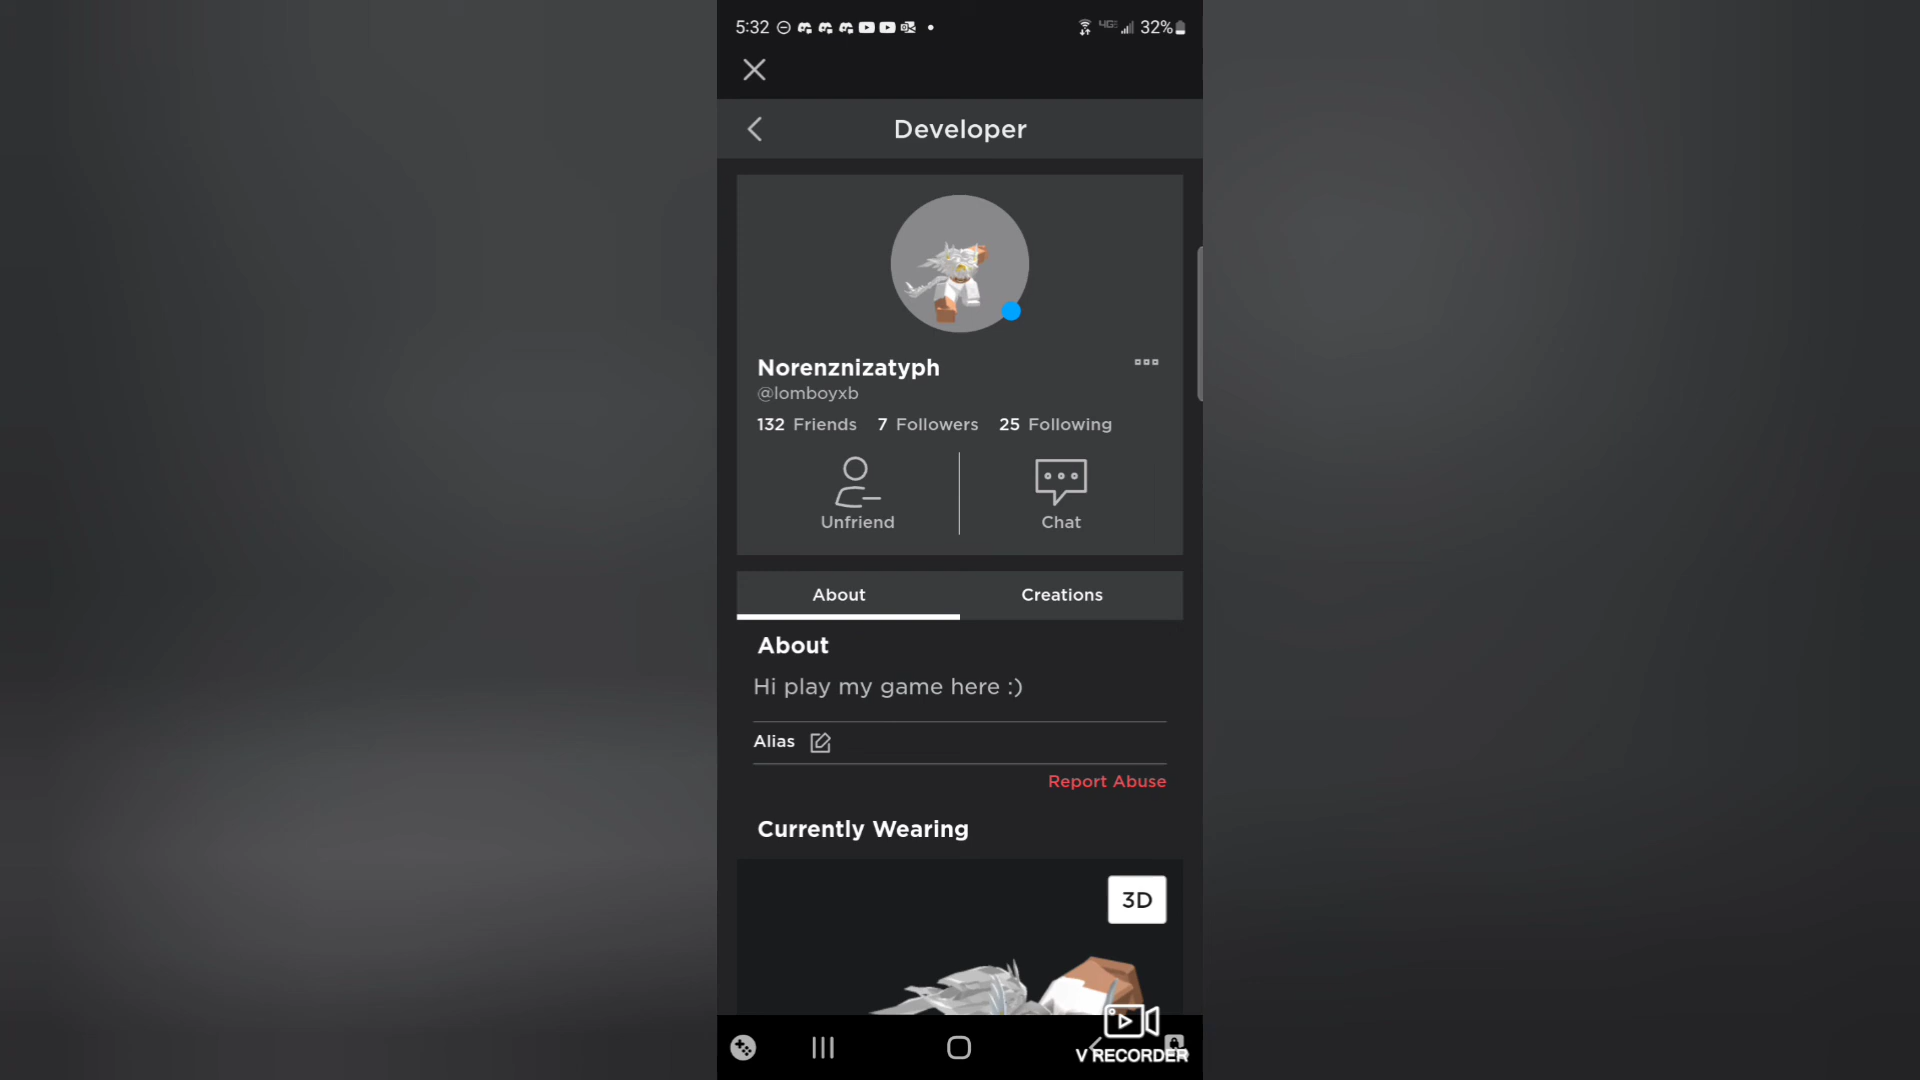 5:32 4GE 32%
Developer
Norenznizatyph
@lomboyxb
132 Friends 7 Followers 25 Following
Unfriend Chat
About Creations
About
Hi play my game here :)
Alias
Report Abuse
Currently Wearing
3D
V RECORDER